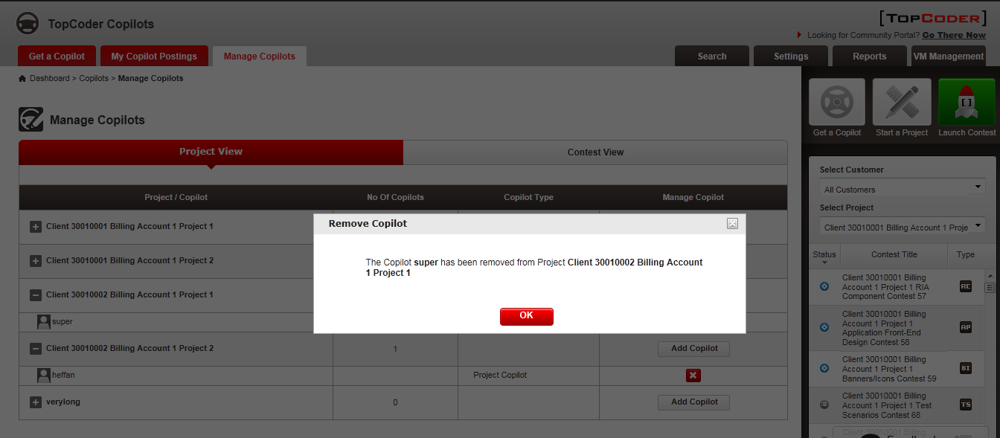 TopCoder Copilots
[TOPCODER]
Looking for Community Portal? Go There Now
Get a Copilot
My Copilot Postings
Manage Copilots
Search
Settings
Reports
VM Management
Dashboard > Copilots > Manage Copilots
Manage Copilots
Get a Copilot
Start a Project
Launch Contest
Project View
Contest View
Project / Copilot
No Of Copilots
Copilot Type
Manage Copilot
Client 30010001 Billing Account 1 Project 1
Client 30010001 Billing Account 1 Project 2
Client 30010002 Billing Account 1 Project 1
super
Client 30010002 Billing Account 1 Project 2
1
Add Copilot
heffan
Project Copilot
verylong
0
Add Copilot
Remove Copilot
The Copilot super has been removed from Project Client 30010002 Billing Account
1 Project 1
OK
Select Customer
All Customers
Select Project
Client 30010001 Billing Account 1 Proje
Status
Contest Title
Type
Client 30010001 Billing
Account 1 Project 1 RIA
Component Contest 57
RC
Client 30010001 Billing
Account 1 Project 1
Application Front-End
Design Contest 58
AP
Client 30010001 Billing
Account 1 Project 1
Banners/Icons Contest 59
BI
Client 30010001 Billing
Account 1 Project 1 Test
Scenarios Contest 68
TS
Client 30010001 Billing